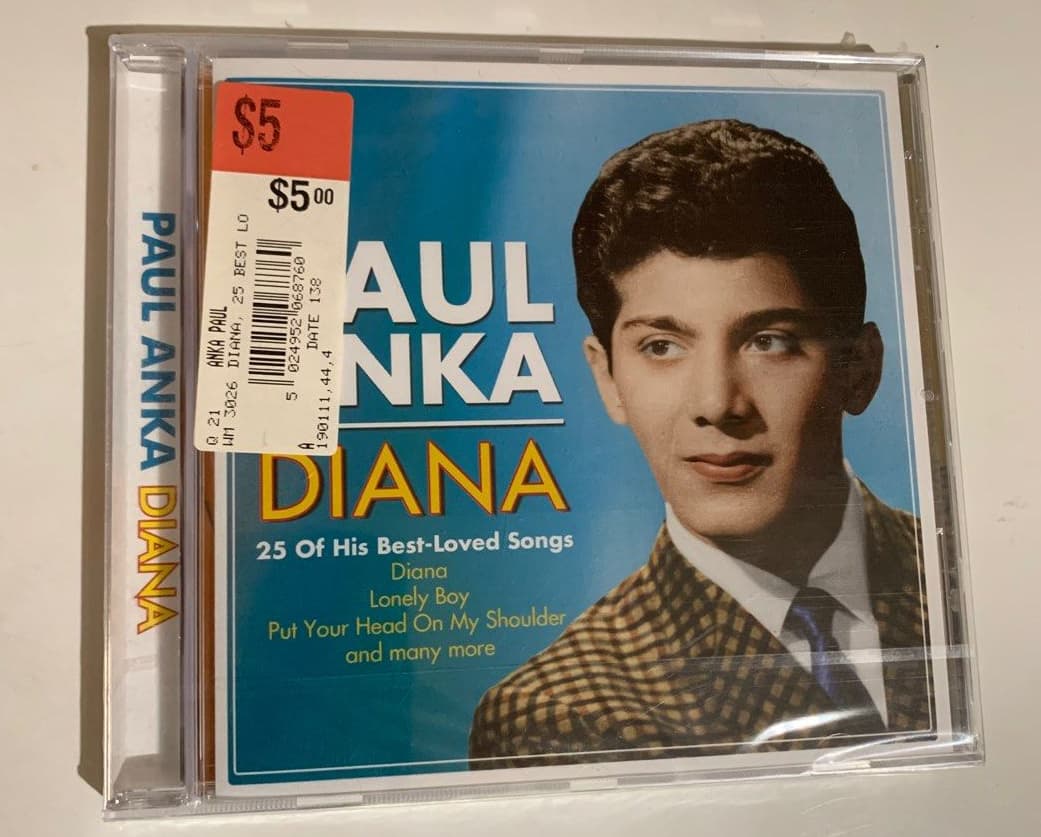 PAUL ANKA DIANA
$5
$5 00
Q 21 ANKA PAUL
WM 3026 DIANA, 25 BEST LO
5 024952 068760
A DATE 138
190111,44,4
AUL
NKA
DIANA
25 Of His Best-Loved Songs
Diana
Lonely Boy
Put Your Head On My Shoulder
and many more